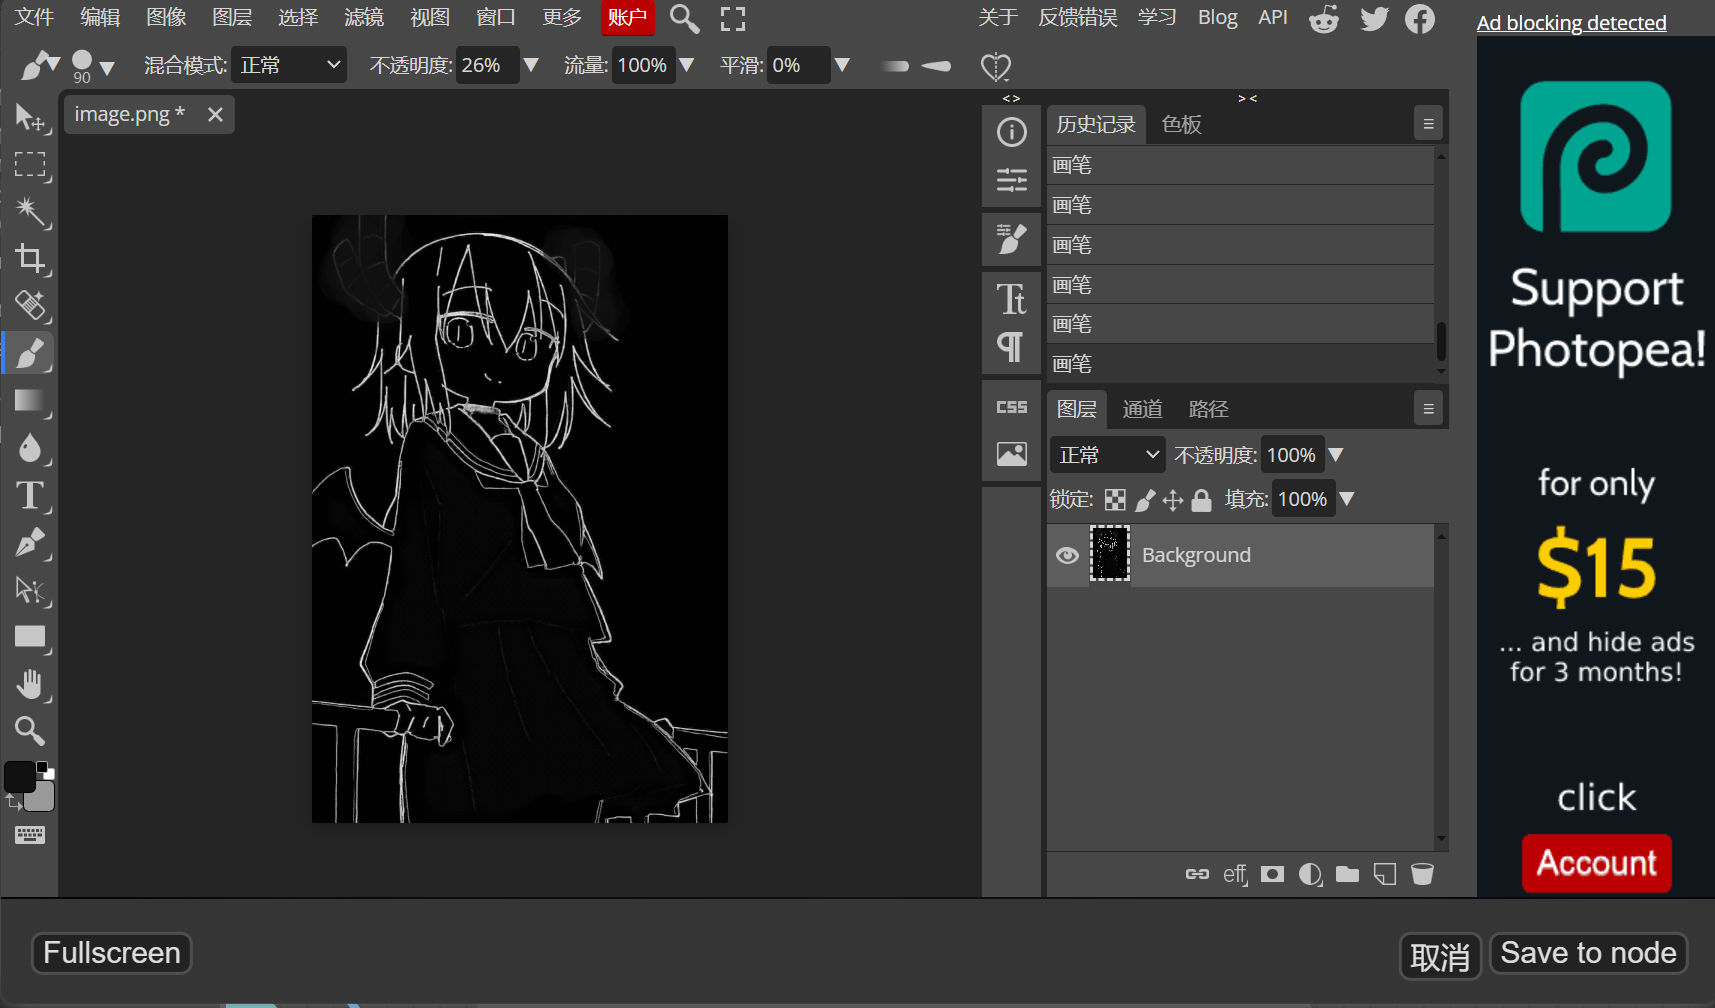 文件 编辑 图像 图层 选择 滤镜 视图 窗口 更多 账户
关于 反馈错误 学习 Blog API
Ad blocking detected
90
混合模式: 正常 不透明度: 26% 流量: 100% 平滑: 0%
image.png * ✕
< >
> <
历史记录 色板
画笔
画笔
画笔
画笔
画笔
画笔
CSS
图层 通道 路径
正常 不透明度: 100%
锁定: 填充: 100%
Background
eff
Support
Photopea!
for only
$15
... and hide ads
for 3 months!
click
Account
Fullscreen
取消 Save to node